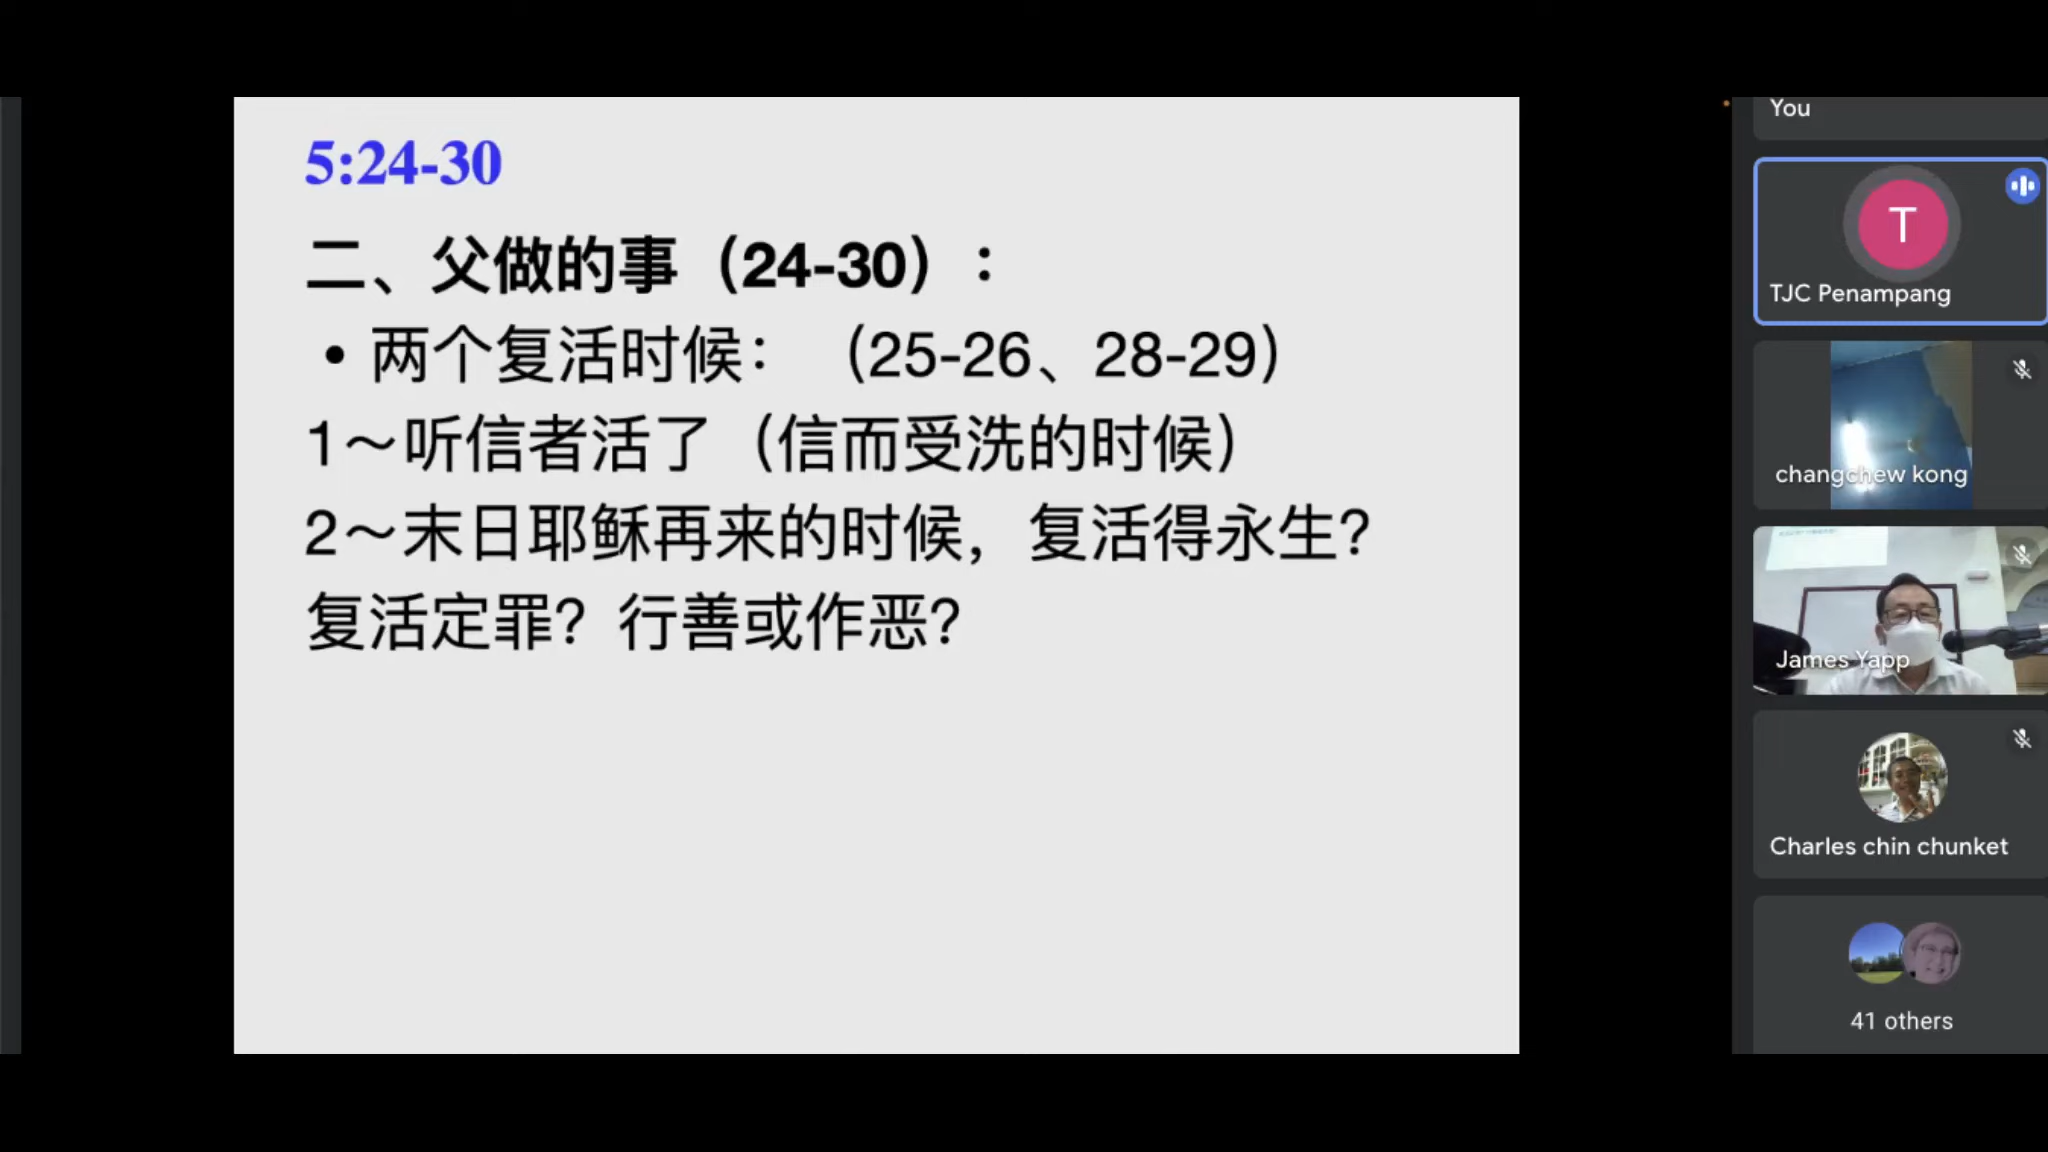 5:24-30
二、父做的事（24-30）：
• 两个复活时候：（25-26、28-29）
1～听信者活了（信而受洗的时候）
2～末日耶稣再来的时候，复活得永生？
复活定罪？行善或作恶？
You
T
TJC Penampang
changchew kong
James Yapp
Charles chin chunket
41 others